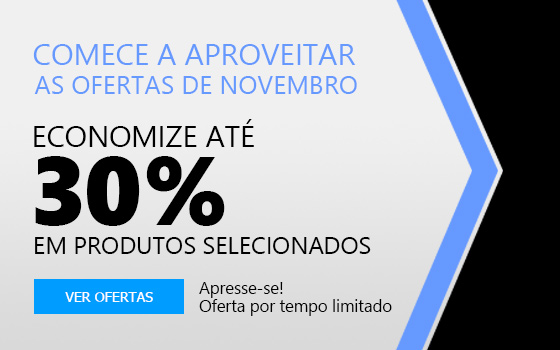 COMECE A APROVEITAR
AS OFERTAS DE NOVEMBRO
ECONOMIZE ATÉ
30%
EM PRODUTOS SELECIONADOS
VER OFERTAS
Apresse-se!
Oferta por tempo limitado